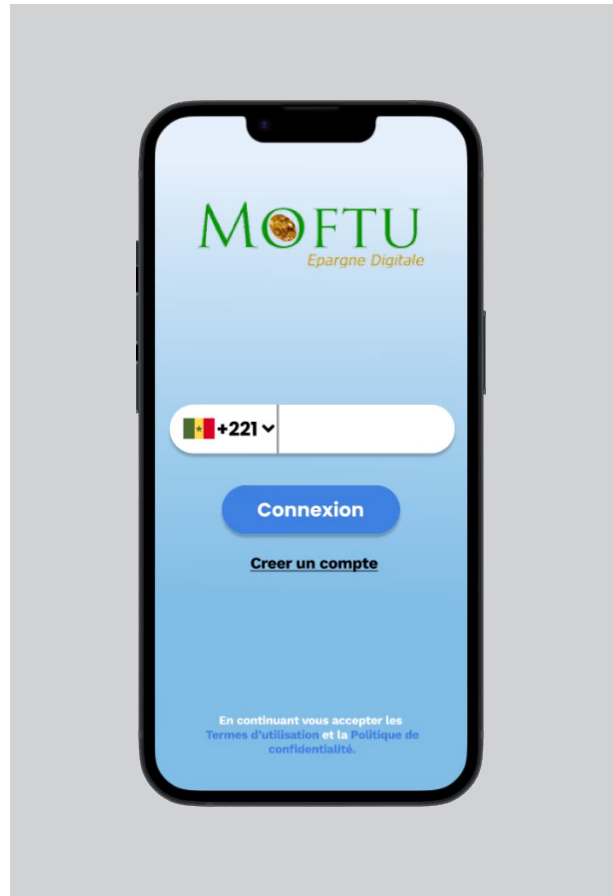 MOFTU
Epargne Digitale
+221
Connexion
Creer un compte
En continuant vous accepter les
Termes d'utilisation et la Politique de
confidentialité.